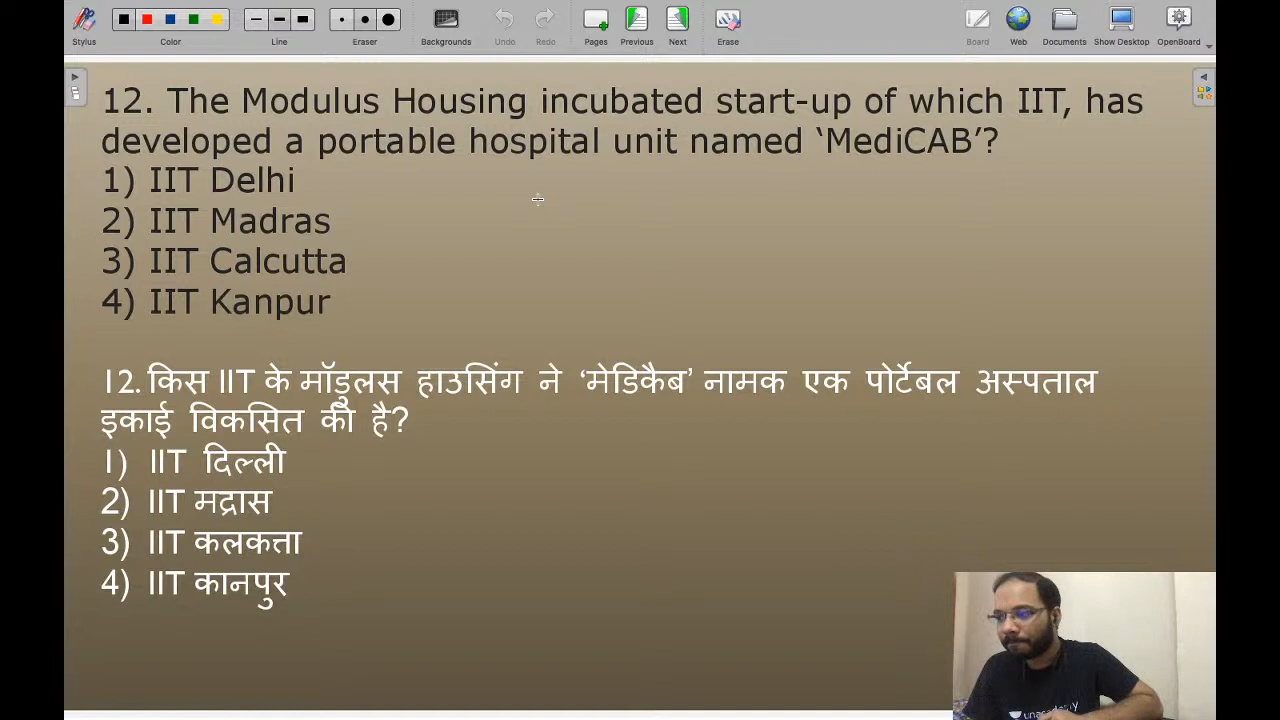 Stylus
Color
Line
Eraser
Backgrounds
Undo
Redo
Pages
Previous
Next
Erase
Board
Web
Documents
Show Desktop
OpenBoard
12. The Modulus Housing incubated start-up of which IIT, has
developed a portable hospital unit named ‘MediCAB’?
1) IIT Delhi
2) IIT Madras
3) IIT Calcutta
4) IIT Kanpur
12. किस IIT के मॉडुलस हाउसिंग ने ‘मेडिकैब’ नामक एक पोर्टेबल अस्पताल
इकाई विकसित की है?
1) IIT दिल्ली
2) IIT मद्रास
3) IIT कलकत्ता
4) IIT कानपुर
unacademy